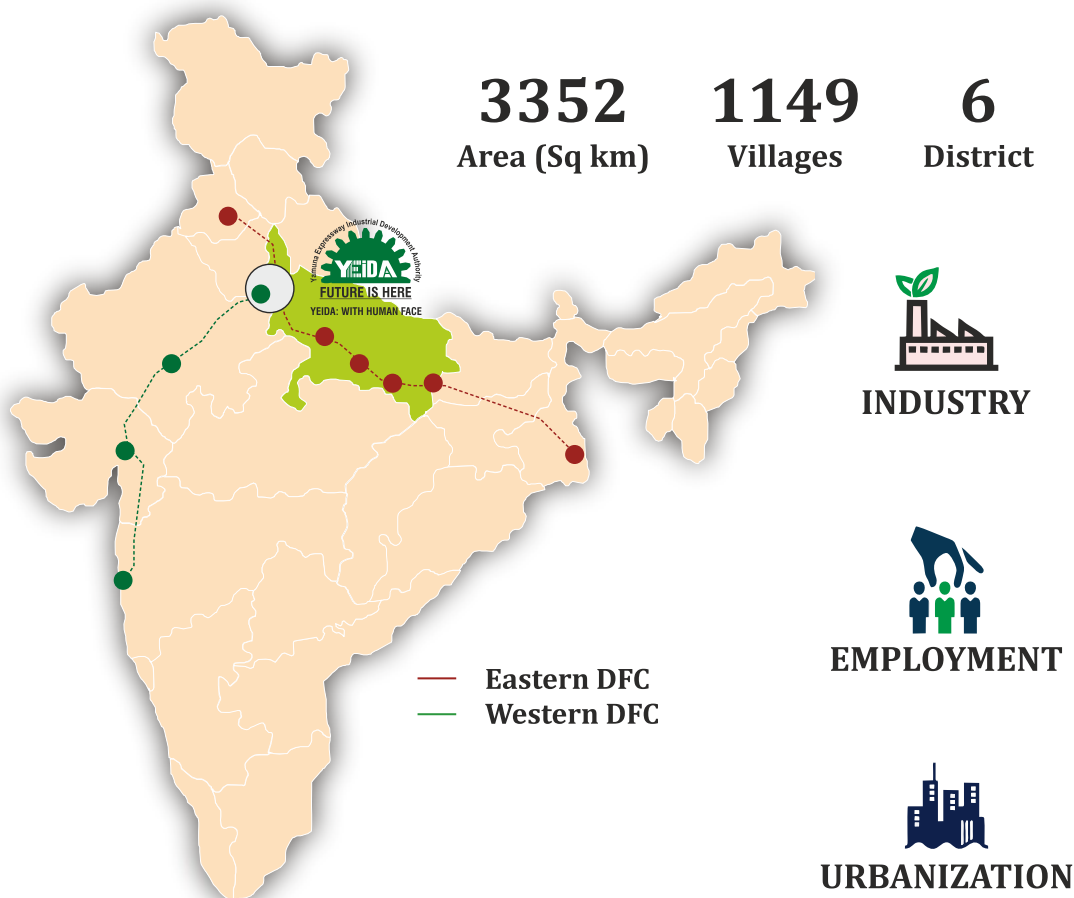 3352
Area (Sq km)
1149
Villages
6
District
Yamuna Expressway Industrial Development Authority
YEIDA
FUTURE IS HERE
YEIDA: WITH HUMAN FACE
INDUSTRY
EMPLOYMENT
Eastern DFC
Western DFC
URBANIZATION